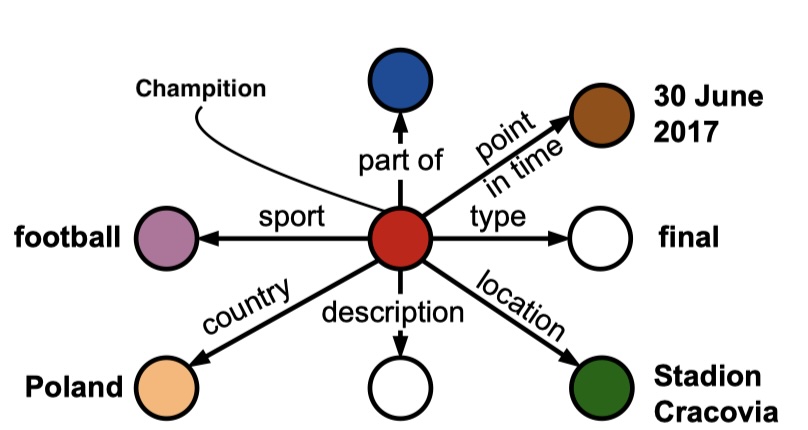 Champition
30 June
2017
point
in time
part of
football
sport
type
final
country
description
location
Poland
Stadion
Cracovia